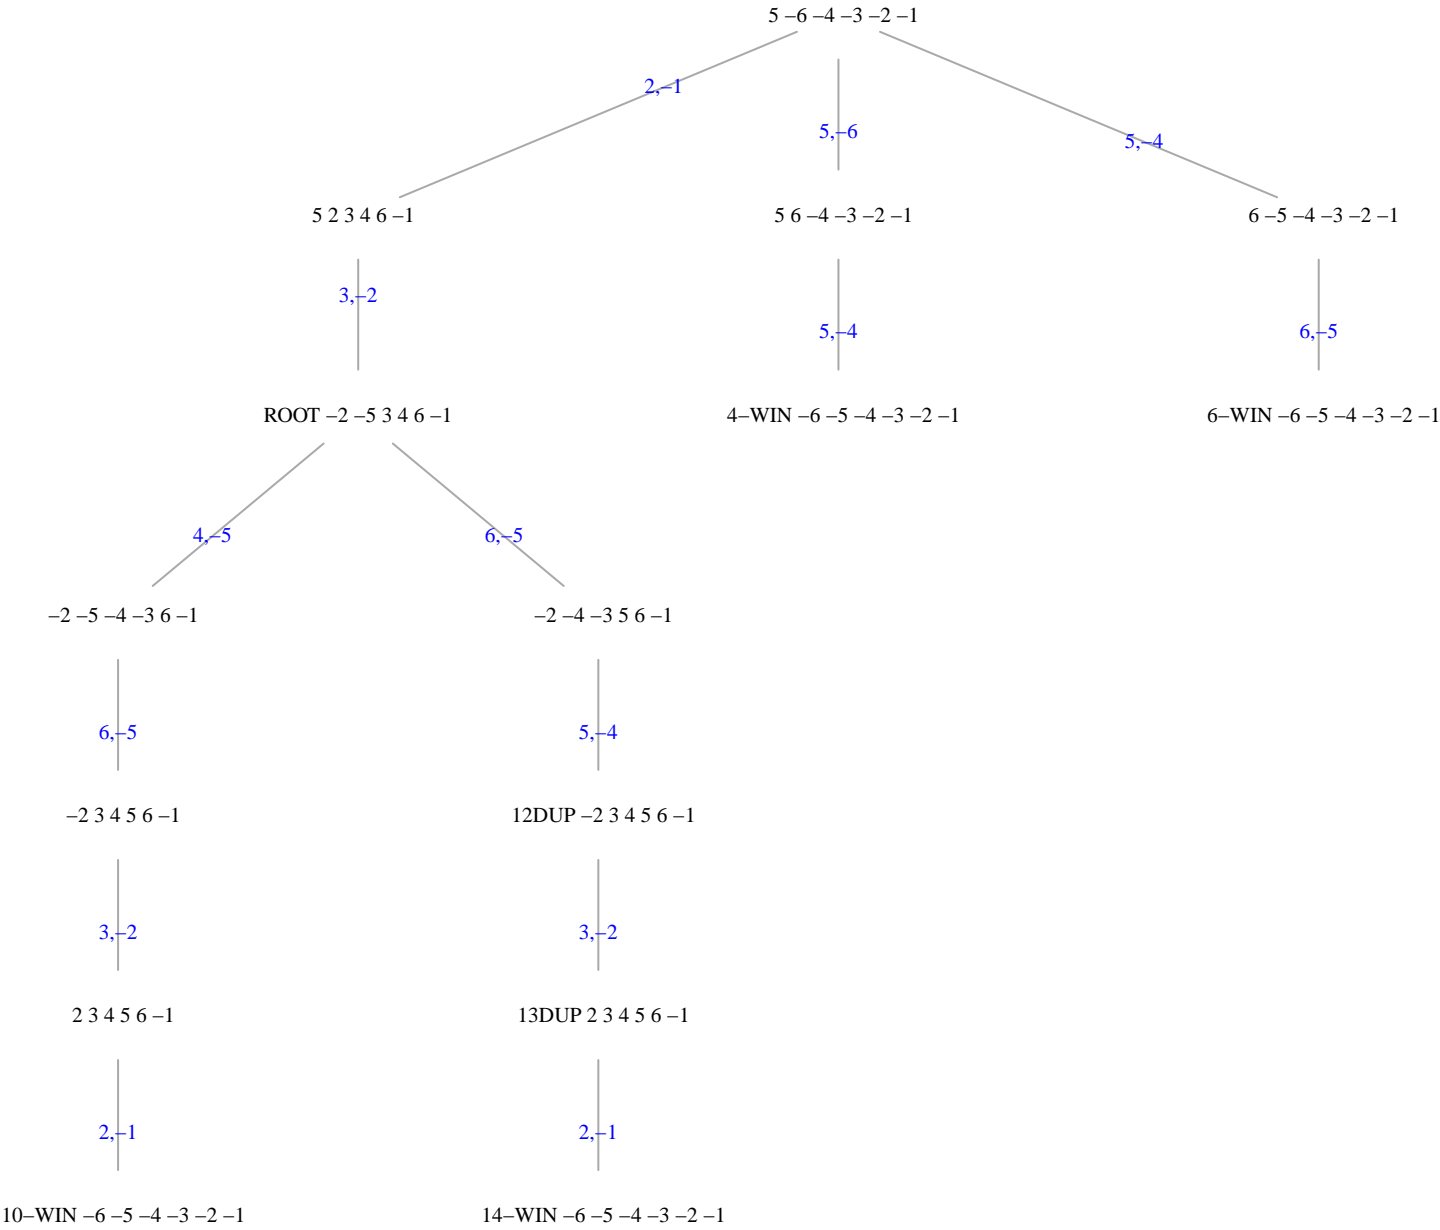 5 –6 –4 –3 –2 –1
2,–1
5,–6
5,–4
5 2 3 4 6 –1
5 6 –4 –3 –2 –1
6 –5 –4 –3 –2 –1
3,–2
5,–4
6,–5
ROOT –2 –5 3 4 6 –1
4–WIN –6 –5 –4 –3 –2 –1
6–WIN –6 –5 –4 –3 –2 –1
4,–5
6,–5
–2 –5 –4 –3 6 –1
–2 –4 –3 5 6 –1
6,–5
5,–4
–2 3 4 5 6 –1
12DUP –2 3 4 5 6 –1
3,–2
3,–2
2 3 4 5 6 –1
13DUP 2 3 4 5 6 –1
2,–1
2,–1
10–WIN –6 –5 –4 –3 –2 –1
14–WIN –6 –5 –4 –3 –2 –1